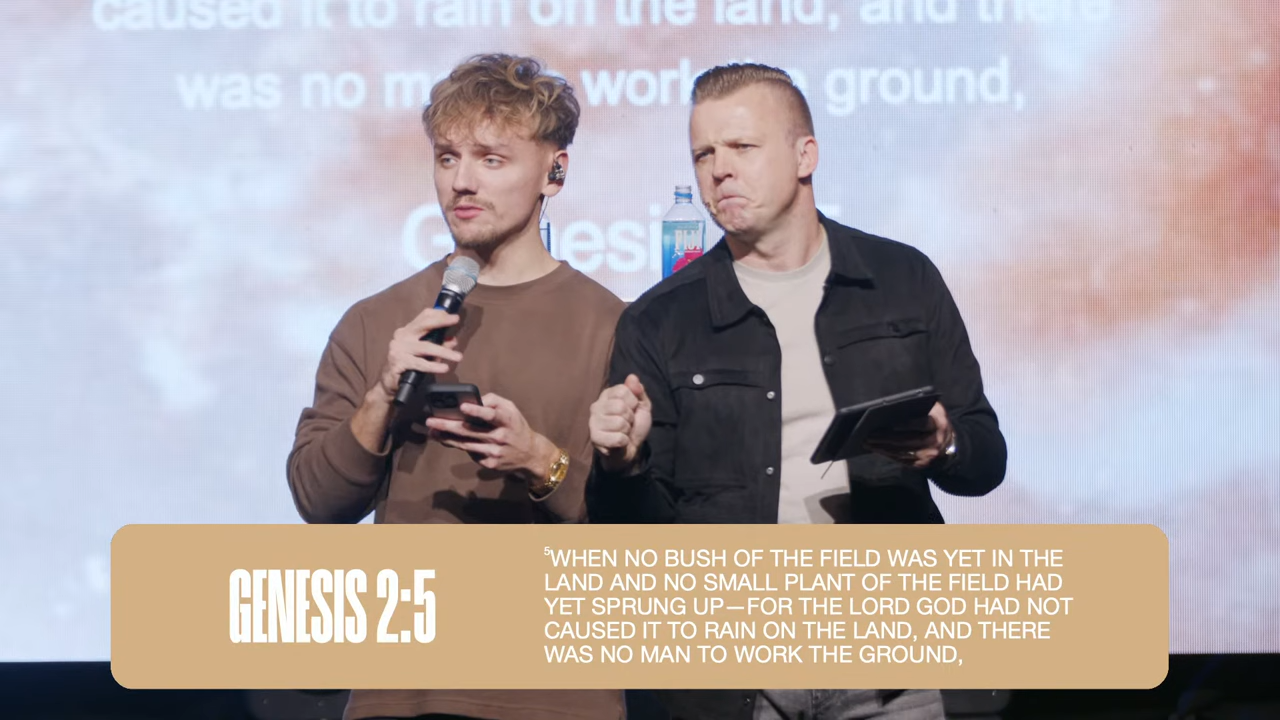 caused it to rain on the land, and there
was no work ground,
FIJI
GENESIS 2:5
⁵WHEN NO BUSH OF THE FIELD WAS YET IN THE
LAND AND NO SMALL PLANT OF THE FIELD HAD
YET SPRUNG UP—FOR THE LORD GOD HAD NOT
CAUSED IT TO RAIN ON THE LAND, AND THERE
WAS NO MAN TO WORK THE GROUND,